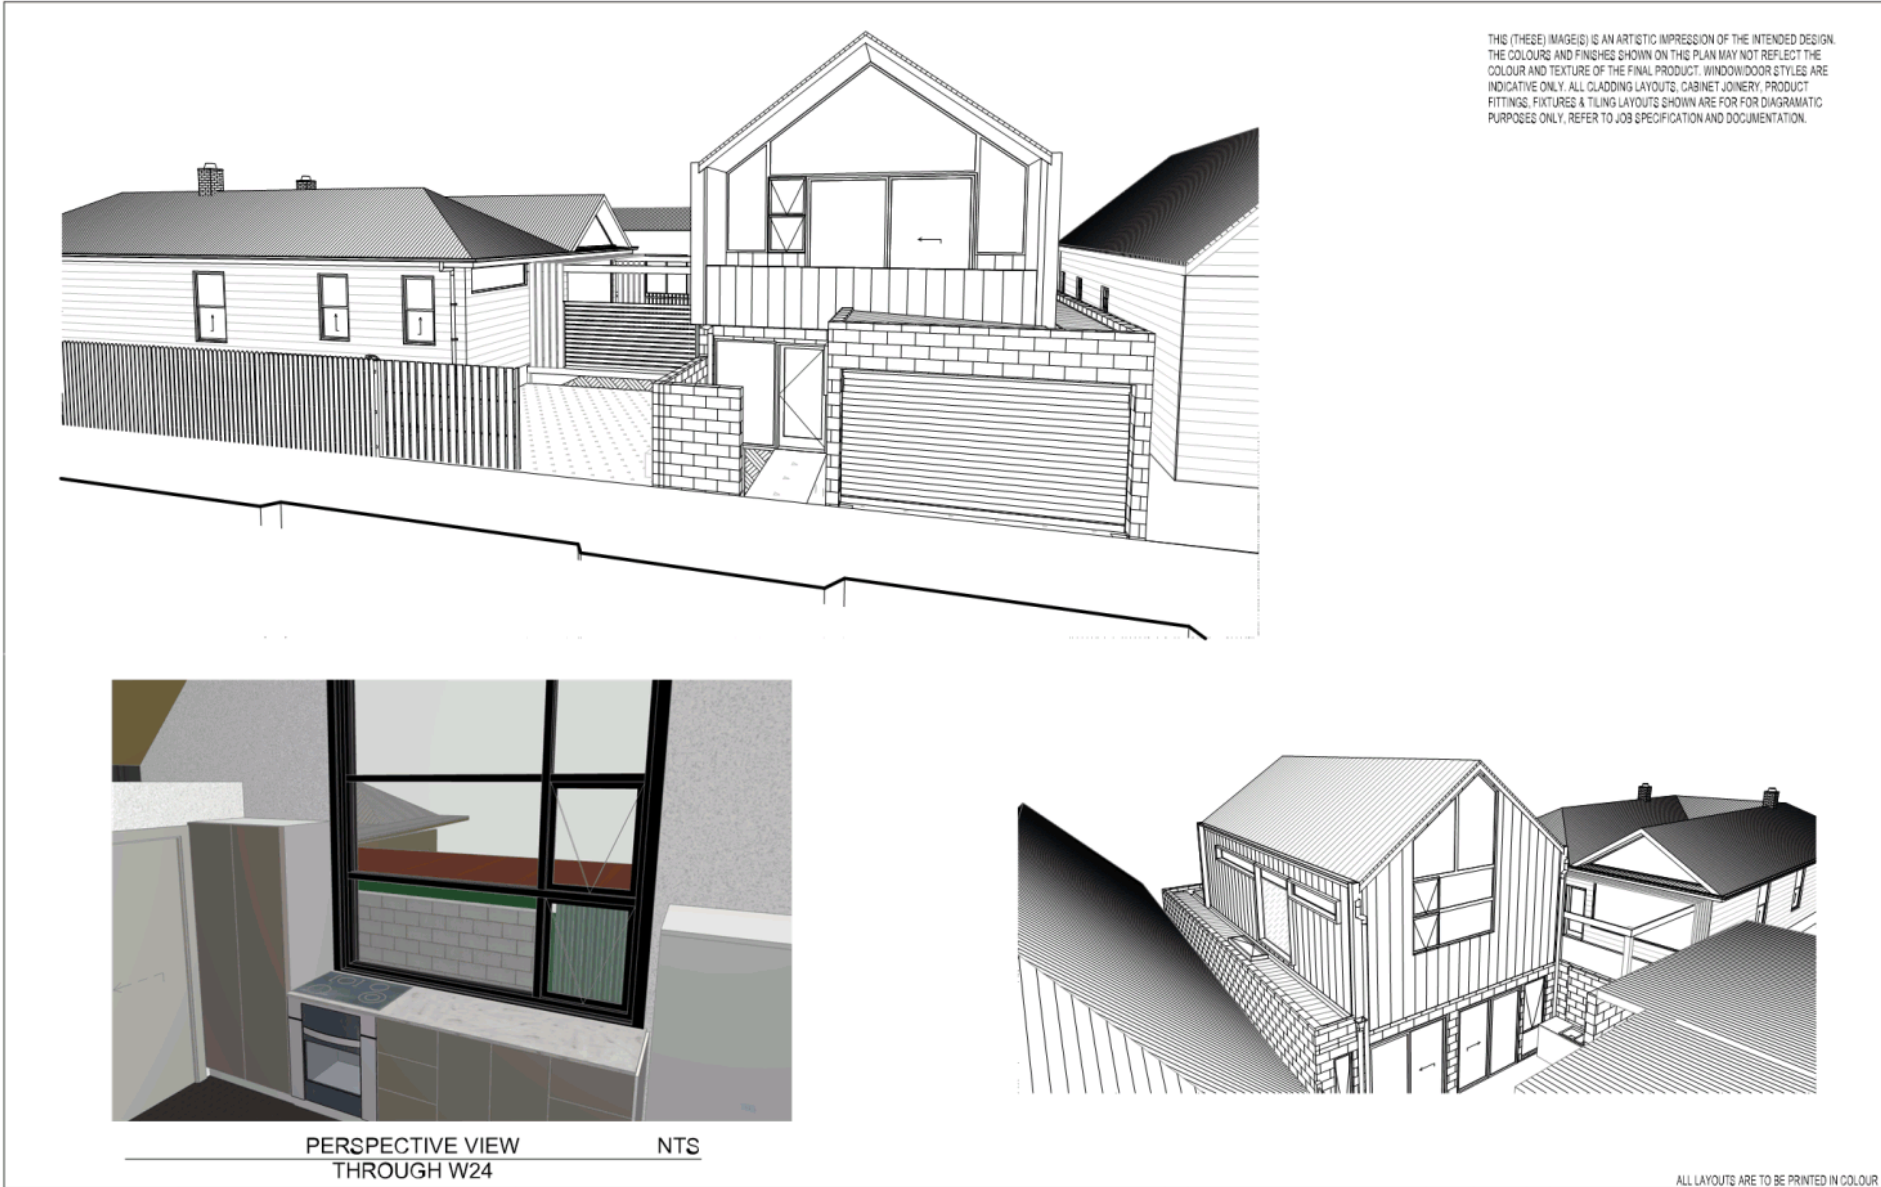 THIS (THESE) IMAGE(S) IS AN ARTISTIC IMPRESSION OF THE INTENDED DESIGN.
THE COLOURS AND FINISHES SHOWN ON THIS PLAN MAY NOT REFLECT THE
COLOUR AND TEXTURE OF THE FINAL PRODUCT. WINDOW/DOOR STYLES ARE
INDICATIVE ONLY. ALL CLADDING LAYOUTS, CABINET JOINERY, PRODUCT
FITTINGS, FIXTURES & TILING LAYOUTS SHOWN ARE FOR FOR DIAGRAMATIC
PURPOSES ONLY, REFER TO JOB SPECIFICATION AND DOCUMENTATION.
PERSPECTIVE VIEW NTS
THROUGH W24
ALL LAYOUTS ARE TO BE PRINTED IN COLOUR